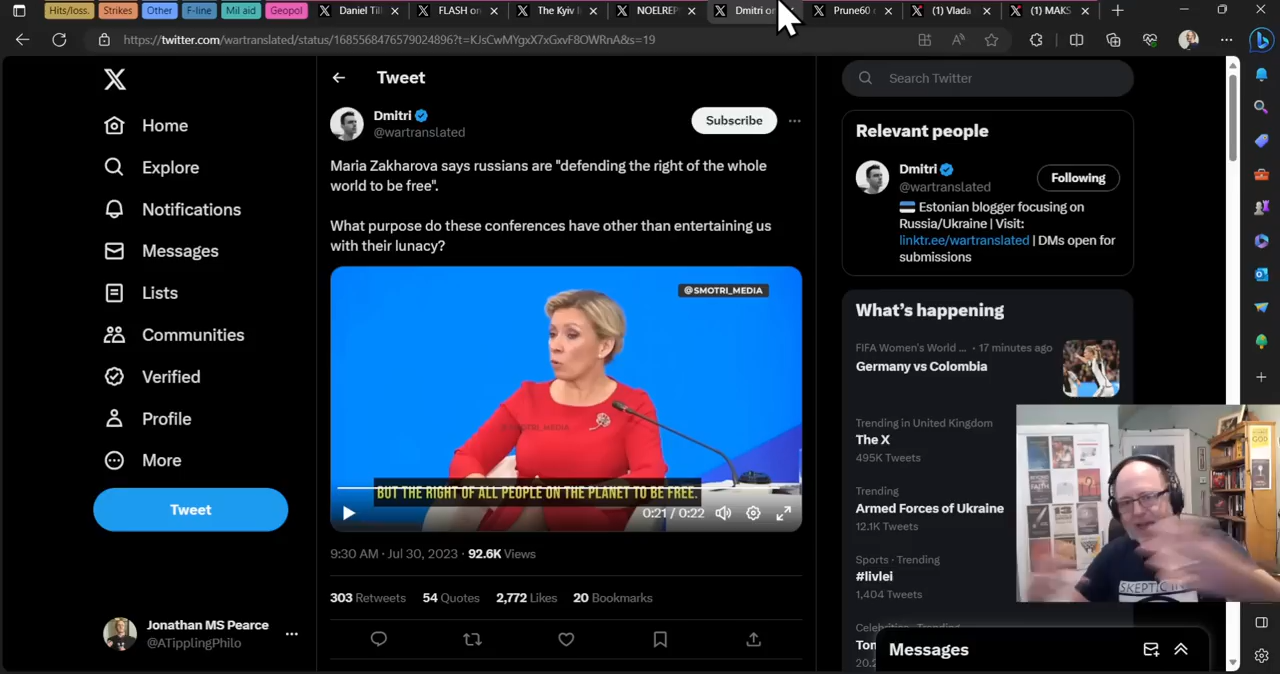 Hits/loss.
Strikes
Other
F-line
Mil aid
Geopol
Daniel Til
FLASH on
The Kyiv I
NOELREP
Dmitri on
Prune60 o
(1) Vlada
(1) MAKS
https://twitter.com/wartranslated/status/1685568476579024896?t=KJsCwMYgxX7xGxvF8OWRnA&s=19
Home
Explore
Notifications
Messages
Lists
Communities
Verified
Profile
More
Tweet
Jonathan MS Pearce
@ATipplingPhilo
Tweet
Dmitri
@wartranslated
Subscribe
Maria Zakharova says russians are "defending the right of the whole
world to be free".
What purpose do these conferences have other than entertaining us
with their lunacy?
@SMOTRI_MEDIA
@SMOTRI_MEDIA
BUT THE RIGHT OF ALL PEOPLE ON THE PLANET TO BE FREE.
0:21 / 0:22
9:30 AM · Jul 30, 2023 · 92.6K Views
303 Retweets 54 Quotes 2,772 Likes 20 Bookmarks
Search Twitter
Relevant people
Dmitri
@wartranslated
Following
Estonian blogger focusing on
Russia/Ukraine | Visit:
linktr.ee/wartranslated | DMs open for
submissions
What's happening
FIFA Women's World ... · 17 minutes ago
Germany vs Colombia
Trending in United Kingdom
The X
495K Tweets
Trending
Armed Forces of Ukraine
12.1K Tweets
Sports · Trending
#livlei
1,404 Tweets
GOD
SKEPTIC
Messages